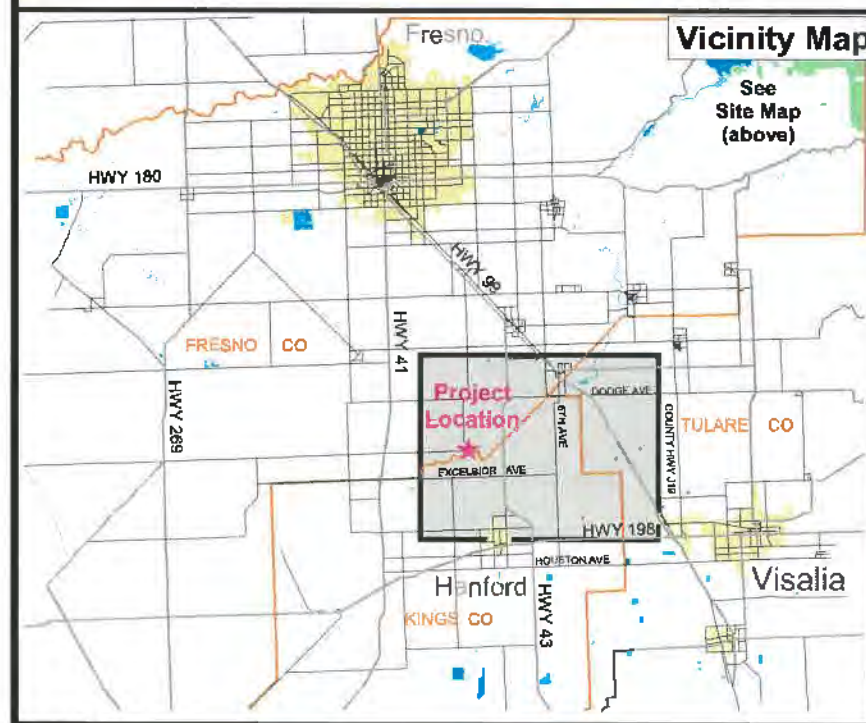 Fresno
Vicinity Map
See
Site Map
(above)
HWY 180
HWY 99
HWY 41
FRESNO CO
HWY 269
Project
Location
DODGE AVE
6TH AVE
COUNTY HWY J19
TULARE CO
EXCELSIOR AVE
HWY 198
HOUSTON AVE
Hanford
HWY 43
Visalia
KINGS CO